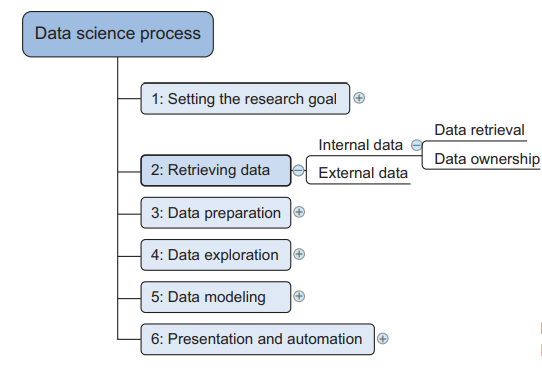 Data science process
1: Setting the research goal
2: Retrieving data
Internal data
Data retrieval
Data ownership
External data
3: Data preparation
4: Data exploration
5: Data modeling
6: Presentation and automation